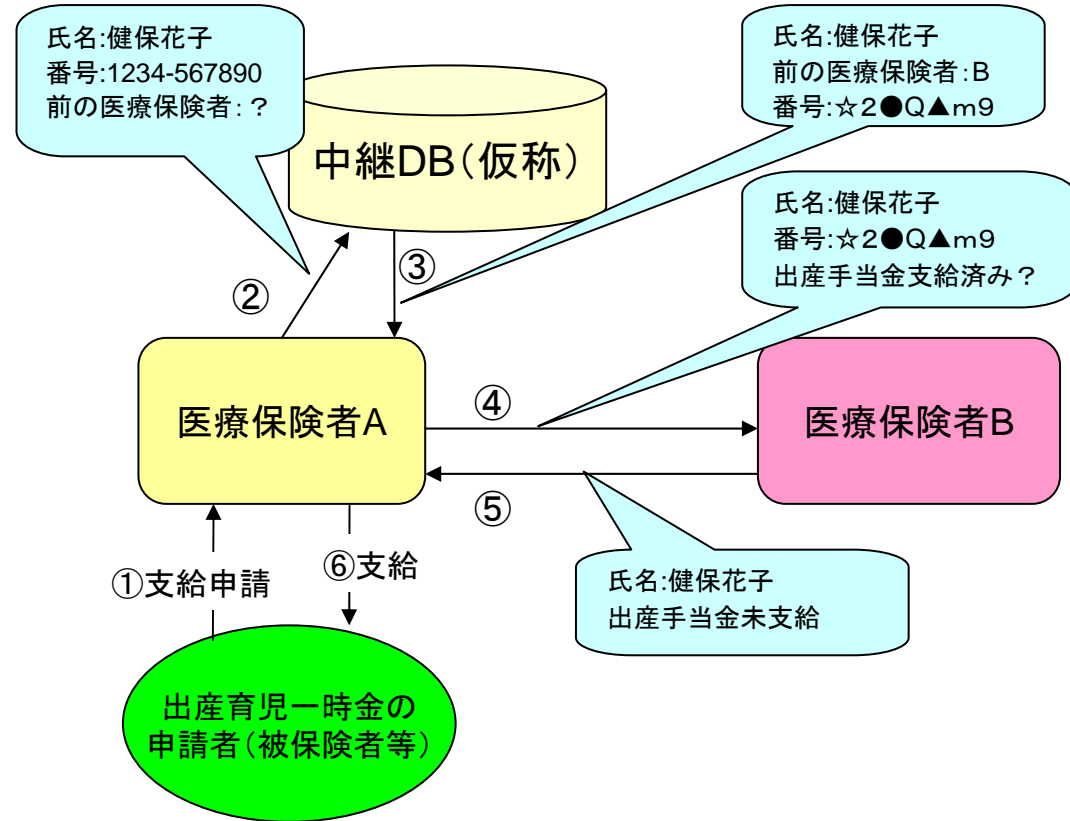 氏名:健保花子
番号:1234-567890
前の医療保険者：？
氏名:健保花子
前の医療保険者：B
番号:☆2●Q▲m9
中継DB（仮称）
氏名:健保花子
番号:☆2●Q▲m9
出産手当金支給済み？
②
③
医療保険者A
④
医療保険者B
⑤
①支給申請
⑥支給
氏名:健保花子
出産手当金未支給
出産育児一時金の
申請者（被保険者等）